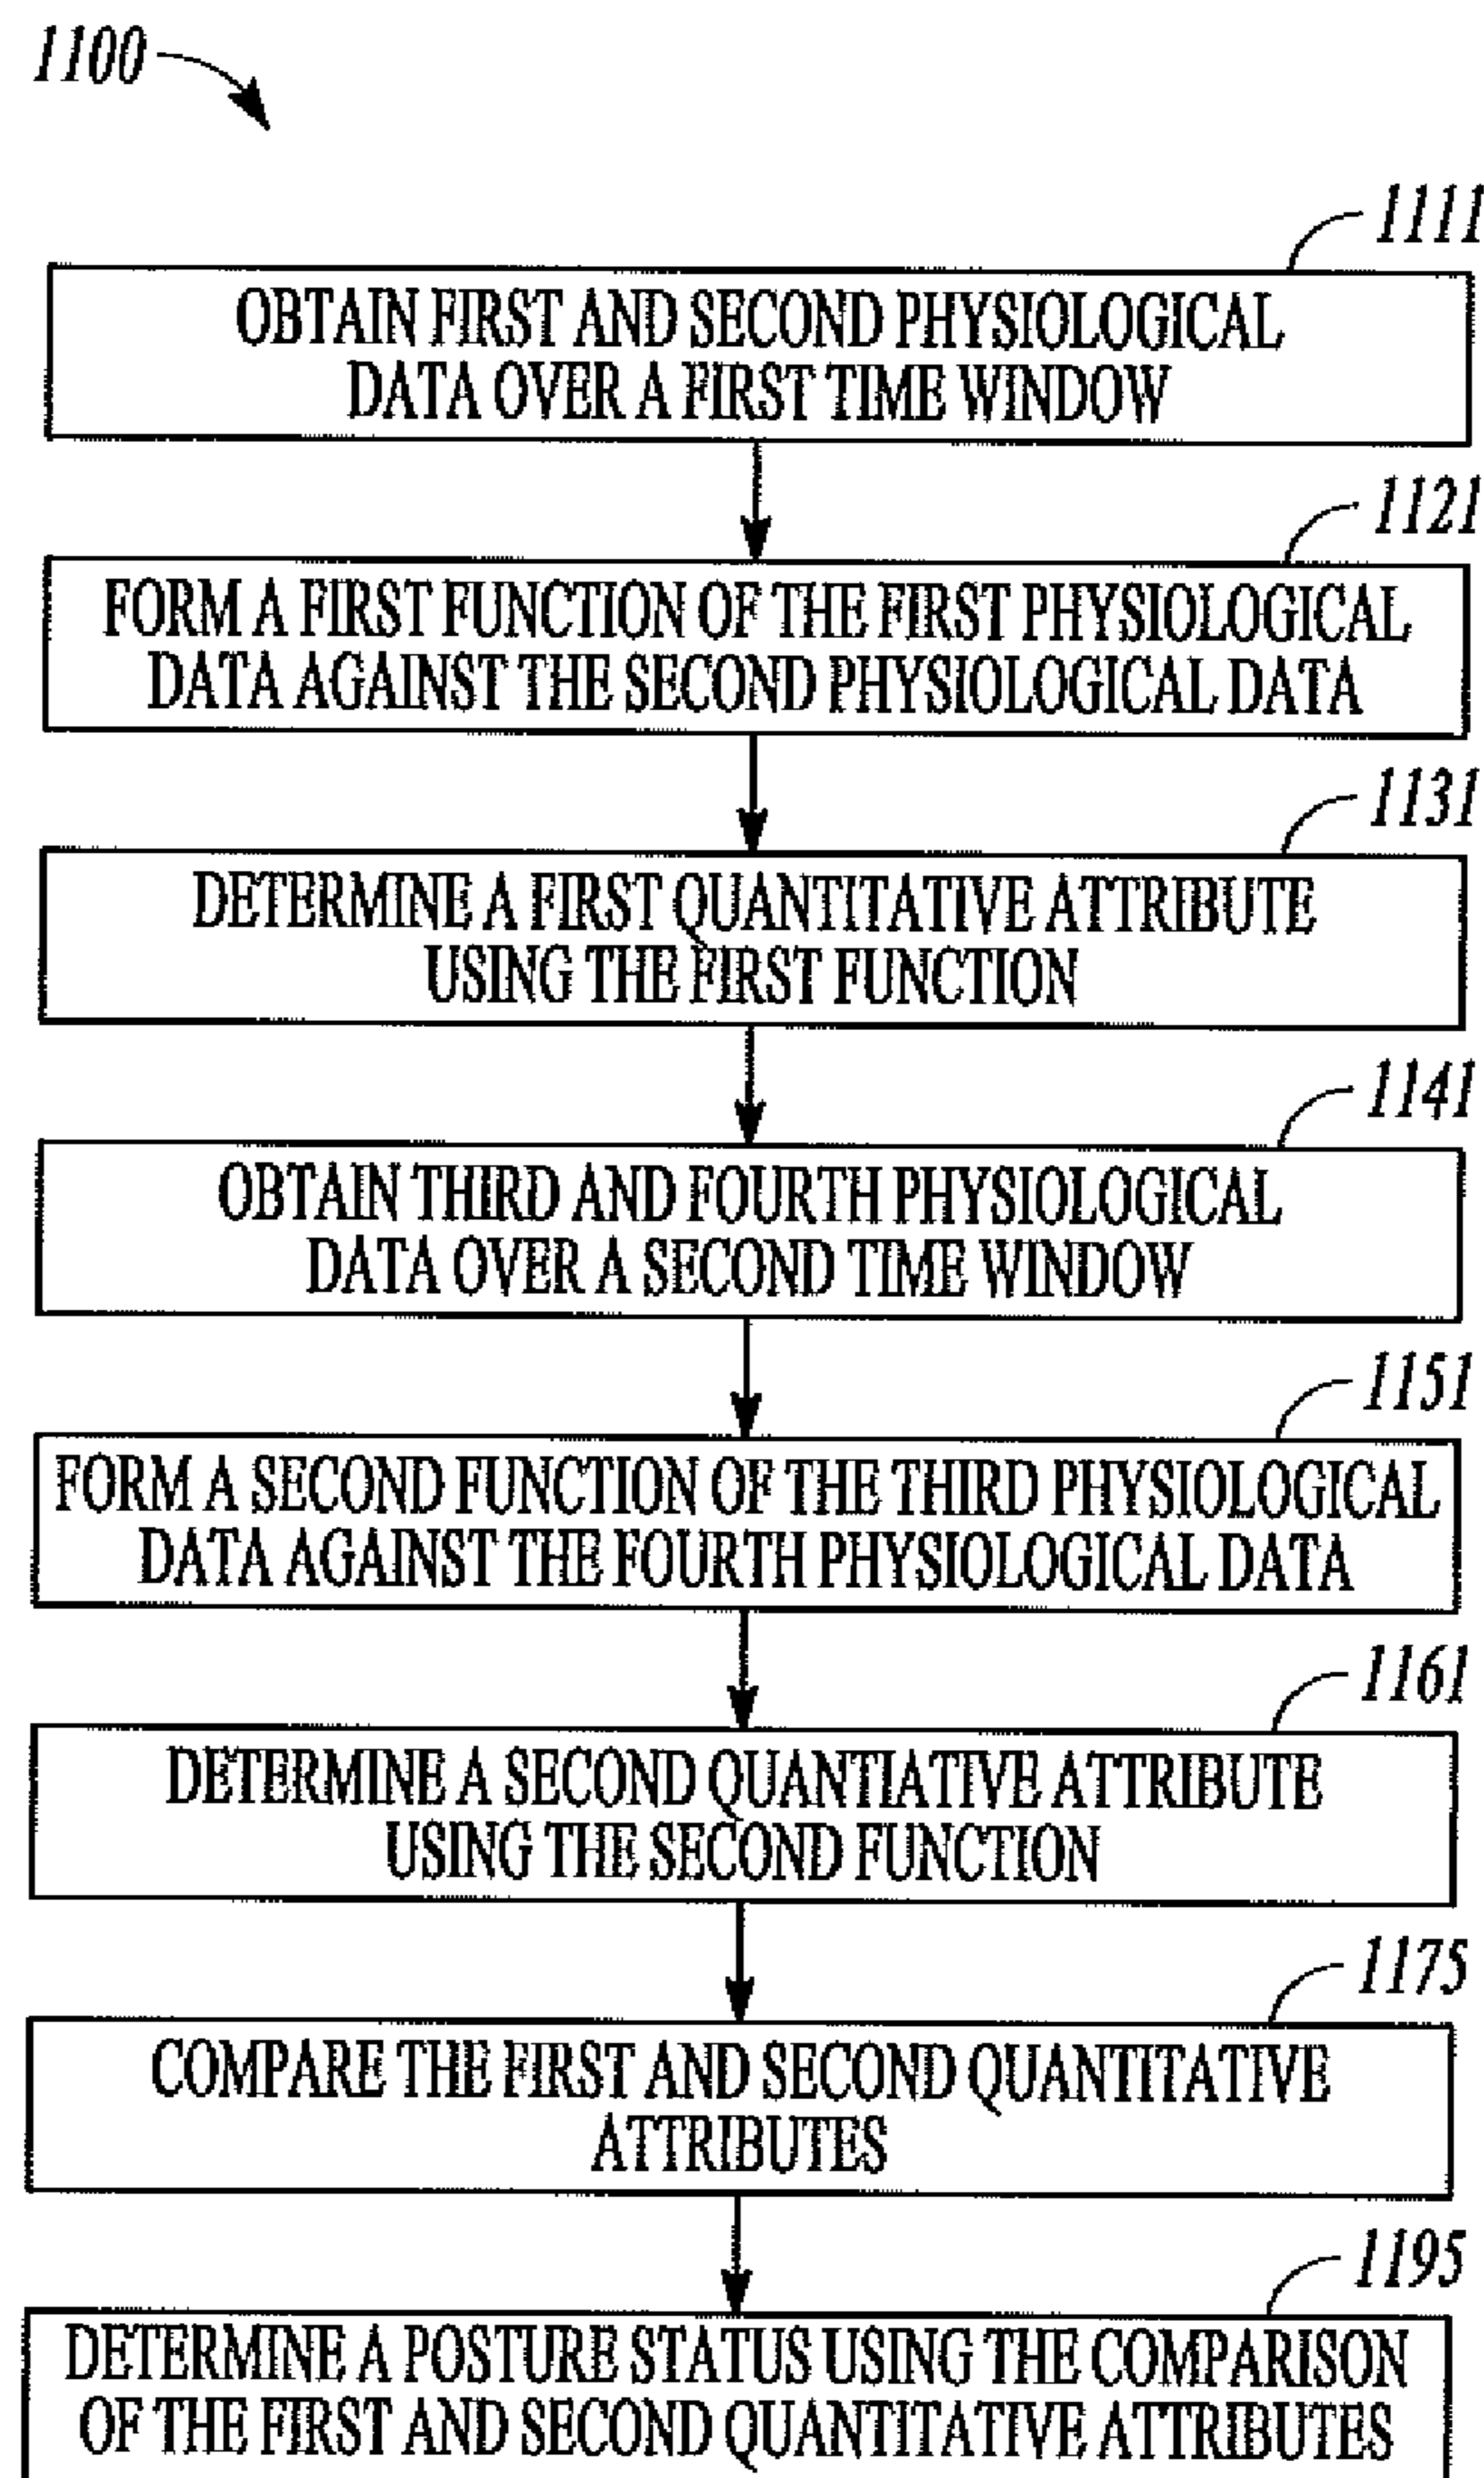 1100
1111
OBTAIN FIRST AND SECOND PHYSIOLOGICAL
DATA OVER A FIRST TIME WINDOW
1121
FORM A FIRST FUNCTION OF THE FIRST PHYSIOLOGICAL
DATA AGAINST THE SECOND PHYSIOLOGICAL DATA
1131
DETERMINE A FIRST QUANTITATIVE ATTRIBUTE
USING THE FIRST FUNCTION
1141
OBTAIN THIRD AND FOURTH PHYSIOLOGICAL
DATA OVER A SECOND TIME WINDOW
1151
FORM A SECOND FUNCTION OF THE THIRD PHYSIOLOGICAL
DATA AGAINST THE FOURTH PHYSIOLOGICAL DATA
1161
DETERMINE A SECOND QUANTIATIVE ATTRIBUTE
USING THE SECOND FUNCTION
1175
COMPARE THE FIRST AND SECOND QUANTITATIVE
ATTRIBUTES
1195
DETERMINE A POSTURE STATUS USING THE COMPARISON
OF THE FIRST AND SECOND QUANTITATIVE ATTRIBUTES